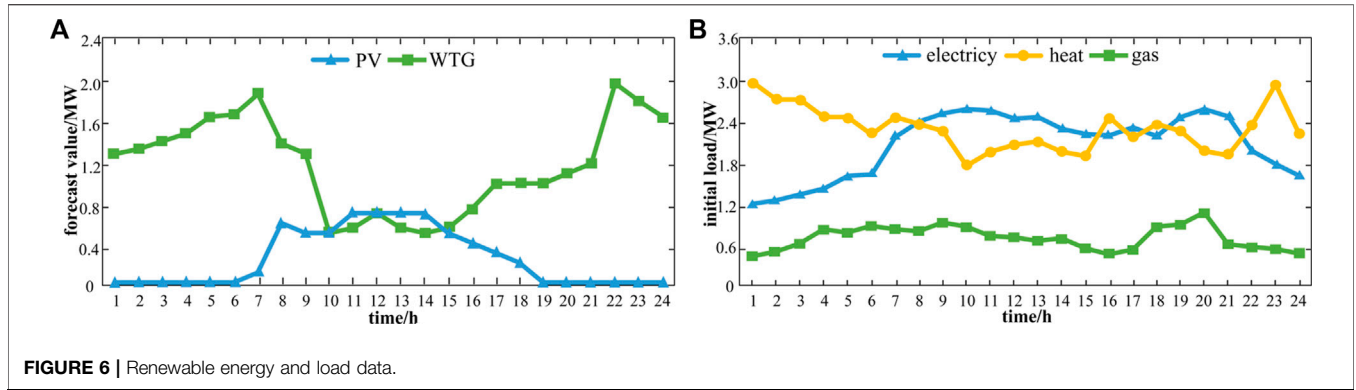 A
B
PV WTG
electricy heat gas
forecast value/MW
2.4
2.0
1.6
1.2
0.8
0.4
0
1 2 3 4 5 6 7 8 9 10 11 12 13 14 15 16 17 18 19 20 21 22 23 24
time/h
initial load/MW
3.6
3.0
2.4
1.8
1.2
0.6
0
1 2 3 4 5 6 7 8 9 10 11 12 13 14 15 16 17 18 19 20 21 22 23 24
time/h
FIGURE 6 | Renewable energy and load data.